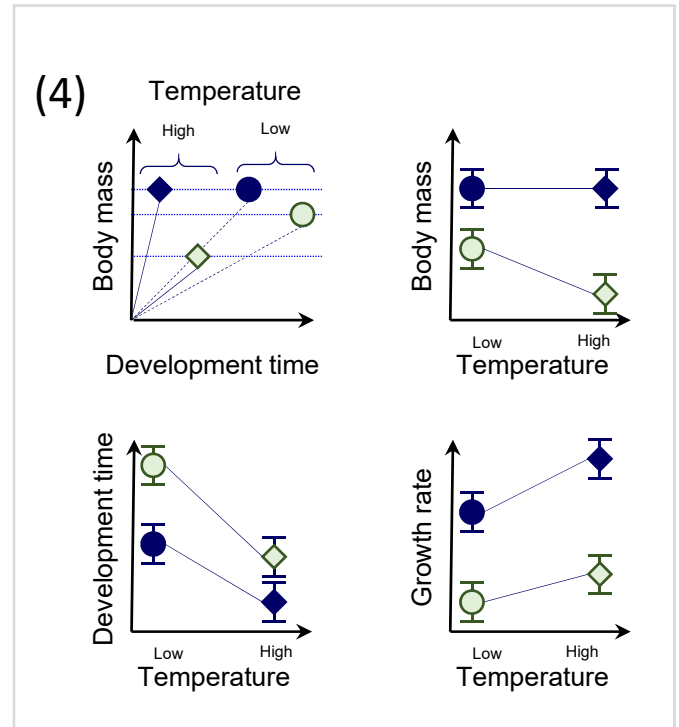 (4)
Temperature
High
Low
Body mass
Development time
Body mass
Low
High
Temperature
Development time
Low
High
Temperature
Growth rate
Low
High
Temperature